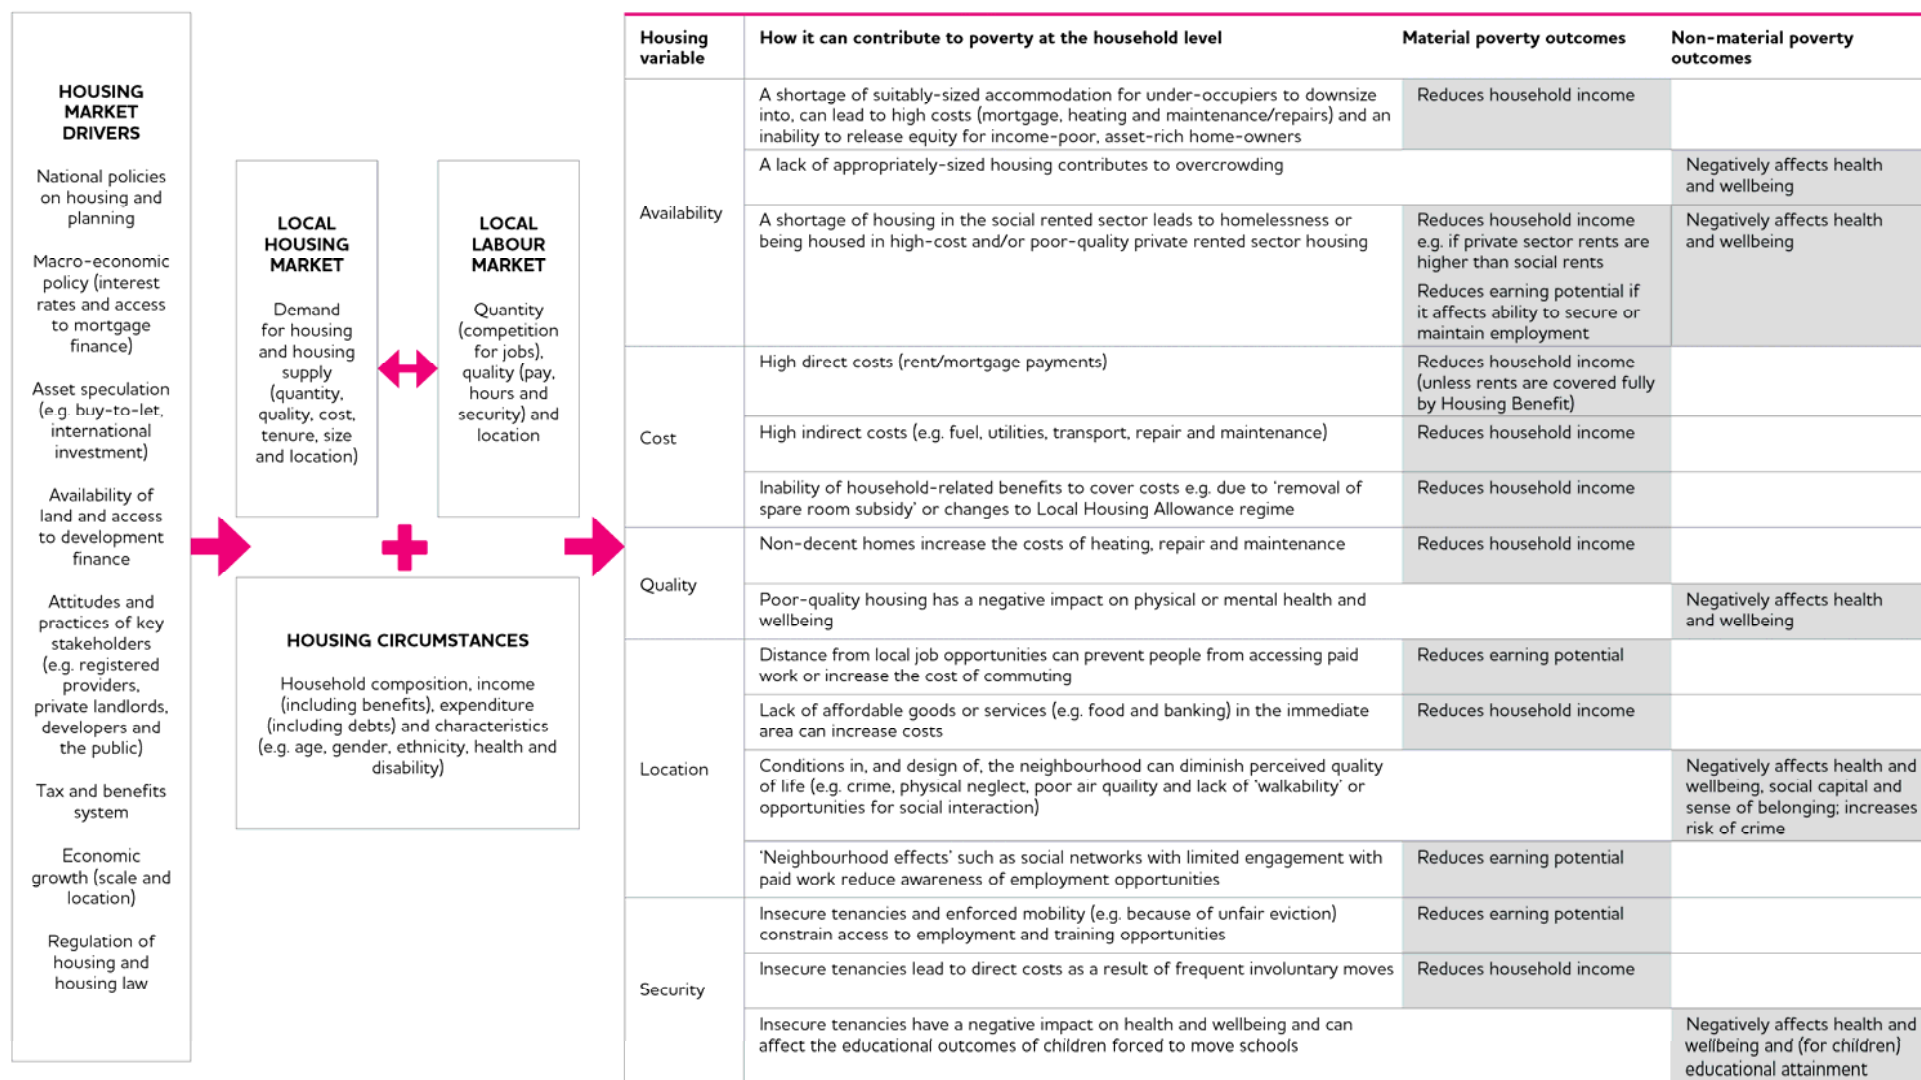 HOUSING
MARKET
DRIVERS
National policies
on housing and
planning
Macro-economic
policy (interest
rates and access
to mortgage
finance)
Asset speculation
(e.g. buy-to-let,
international
investment)
Availability of
land and access
to development
finance
Attitudes and
practices of key
stakeholders
(e.g. registered
providers,
private landlords,
developers and
the public)
Tax and benefits
system
Economic
growth (scale and
location)
Regulation of
housing and
housing law
LOCAL
HOUSING
MARKET
Demand
for housing
and housing
supply
(quantity,
quality, cost,
tenure, size
and location)
LOCAL
LABOUR
MARKET
Quantity
(competition
for jobs),
quality (pay,
hours and
security) and
location
HOUSING CIRCUMSTANCES
Household composition, income
(including benefits), expenditure
(including debts) and characteristics
(e.g. age, gender, ethnicity, health and
disability)
Housing
variable
How it can contribute to poverty at the household level
Material poverty outcomes
Non-material poverty
outcomes
Availability
A shortage of suitably-sized accommodation for under-occupiers to downsize
into, can lead to high costs (mortgage, heating and maintenance/repairs) and an
inability to release equity for income-poor, asset-rich home-owners
Reduces household income
A lack of appropriately-sized housing contributes to overcrowding
Negatively affects health
and wellbeing
A shortage of housing in the social rented sector leads to homelessness or
being housed in high-cost and/or poor-quality private rented sector housing
Reduces household income
e.g. if private sector rents are
higher than social rents
Reduces earning potential if
it affects ability to secure or
maintain employment
Negatively affects health
and wellbeing
Cost
High direct costs (rent/mortgage payments)
Reduces household income
(unless rents are covered fully
by Housing Benefit)
High indirect costs (e.g. fuel, utilities, transport, repair and maintenance)
Reduces household income
Inability of household-related benefits to cover costs e.g. due to 'removal of
spare room subsidy' or changes to Local Housing Allowance regime
Reduces household income
Quality
Non-decent homes increase the costs of heating, repair and maintenance
Reduces household income
Poor-quality housing has a negative impact on physical or mental health and
wellbeing
Negatively affects health
and wellbeing
Location
Distance from local job opportunities can prevent people from accessing paid
work or increase the cost of commuting
Reduces earning potential
Lack of affordable goods or services (e.g. food and banking) in the immediate
area can increase costs
Reduces household income
Conditions in, and design of, the neighbourhood can diminish perceived quality
of life (e.g. crime, physical neglect, poor air quality and lack of 'walkability' or
opportunities for social interaction)
Negatively affects health and
wellbeing, social capital and
sense of belonging; increases
risk of crime
'Neighbourhood effects' such as social networks with limited engagement with
paid work reduce awareness of employment opportunities
Reduces earning potential
Security
Insecure tenancies and enforced mobility (e.g. because of unfair eviction)
constrain access to employment and training opportunities
Reduces earning potential
Insecure tenancies lead to direct costs as a result of frequent involuntary moves
Reduces household income
Insecure tenancies have a negative impact on health and wellbeing and can
affect the educational outcomes of children forced to move schools
Negatively affects health and
wellbeing and (for children)
educational attainment